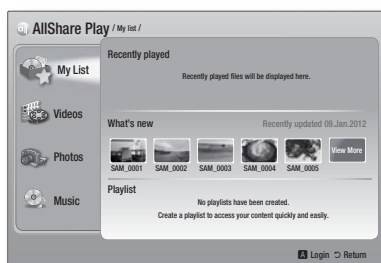 AllShare Play / My list /
My List
Videos
Photos
Music
Recently played
Recently played files will be displayed here.
What's new
Recently updated 09.Jan.2012
SAM_0001 SAM_0002 SAM_0003 SAM_0004 SAM_0005
View More
Playlist
No playlists have been created.
Create a playlist to access your content quickly and easily.
A Login Return